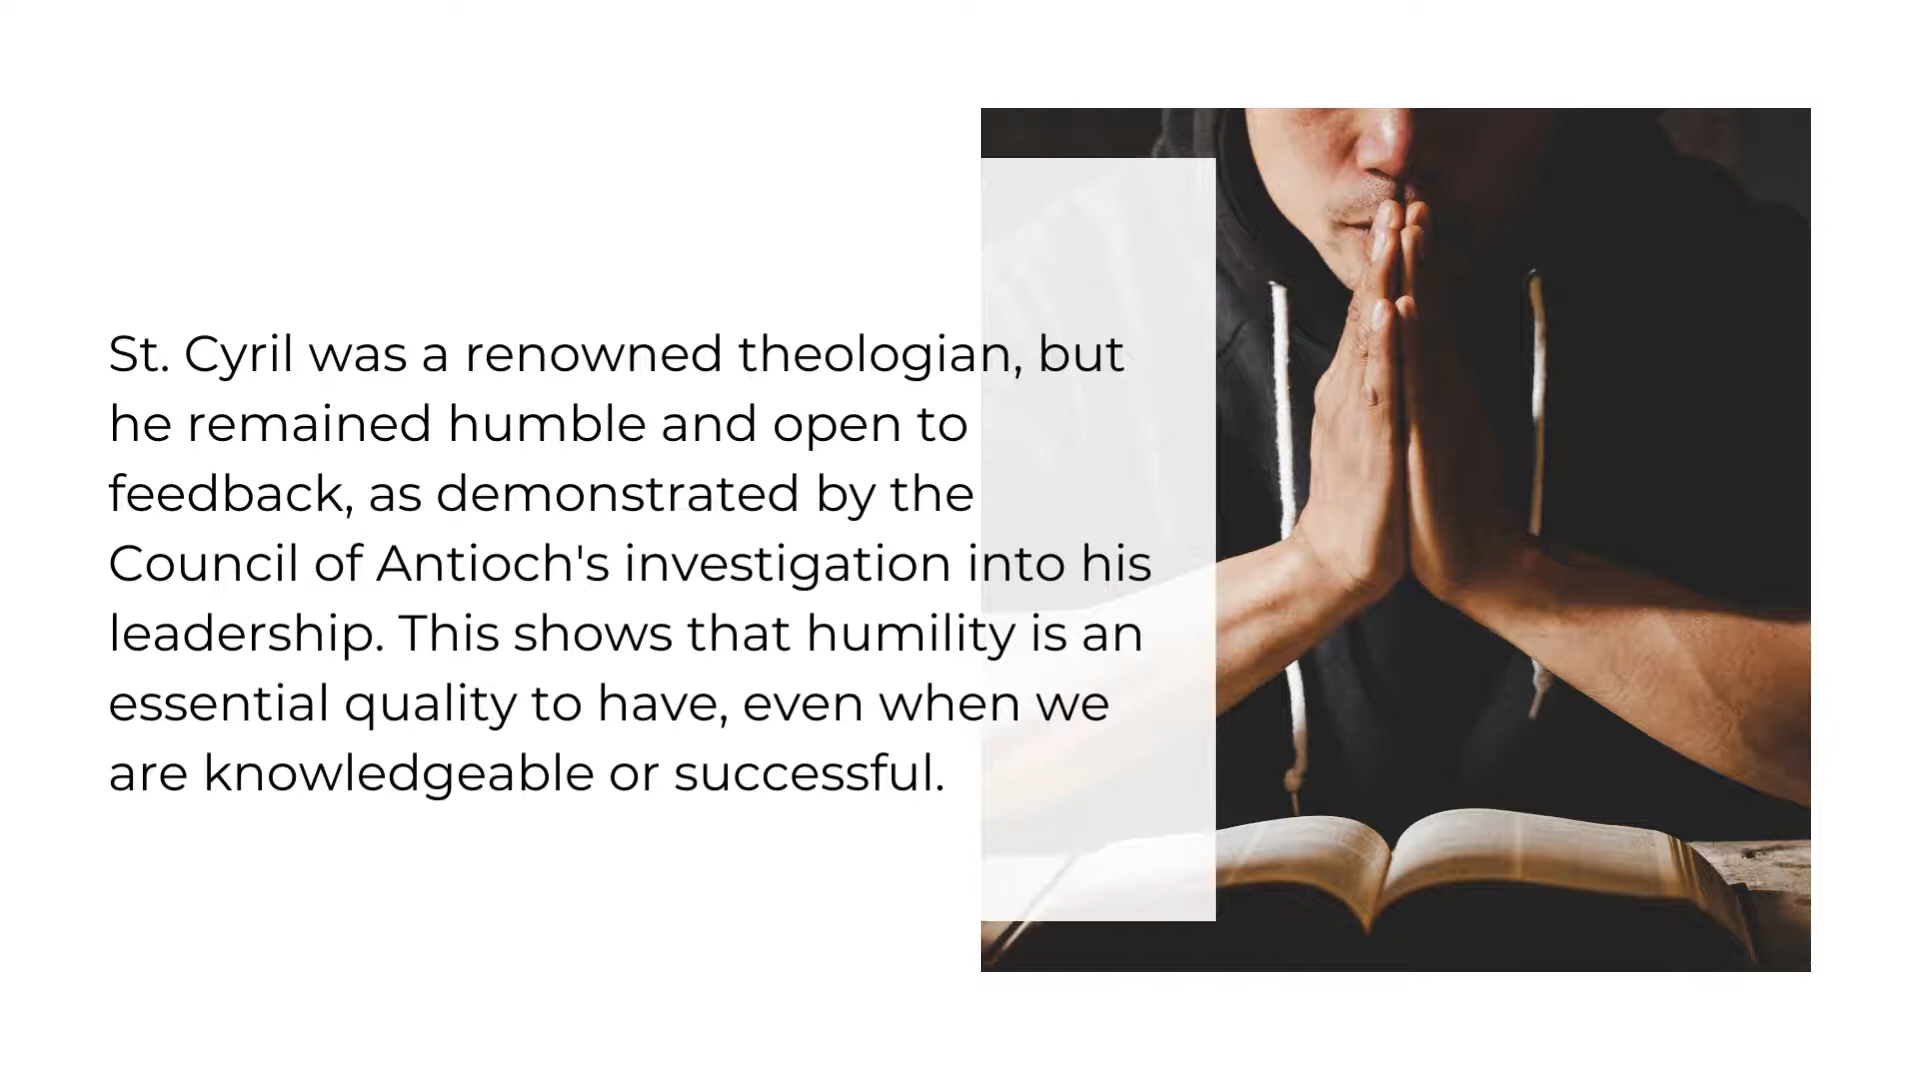 St. Cyril was a renowned theologian, but
he remained humble and open to
feedback, as demonstrated by the
Council of Antioch's investigation into his
leadership. This shows that humility is an
essential quality to have, even when we
are knowledgeable or successful.